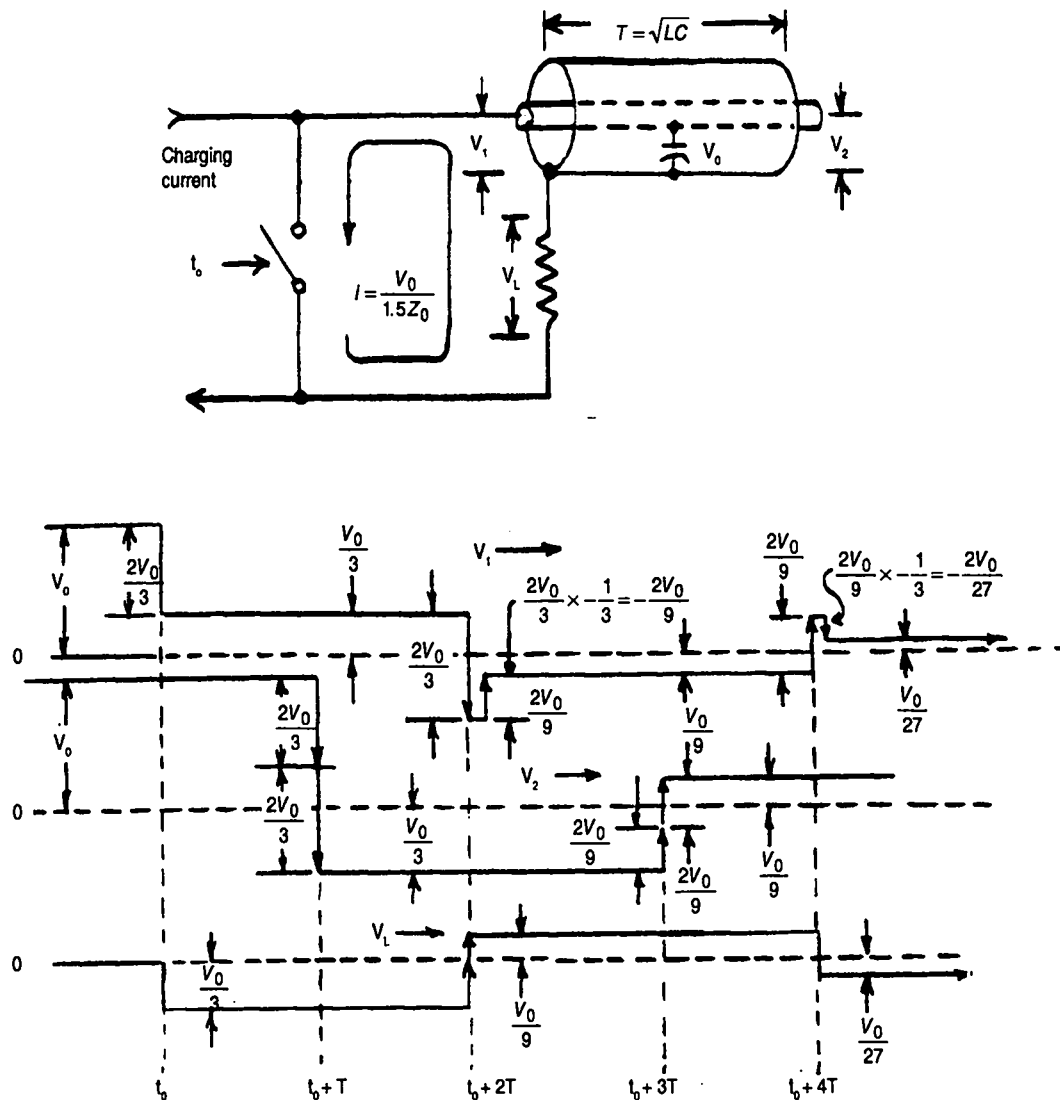 T = √LC
Charging current
V₁
V₀
V₂
t₀
I = V₀/1.5Z₀
V_L
V₀
2V₀/3
V₀/3
V₁
2V₀/3 × -1/3 = -2V₀/9
2V₀/9
2V₀/9 × -1/3 = -2V₀/27
0
2V₀/3
2V₀/9
V₀/9
V₀/27
V₀
2V₀/3
V₂
0
2V₀/3
V₀/3
2V₀/9
2V₀/9
V₀/9
V_L
0
V₀/3
V₀/9
V₀/27
t₀
t₀ + T
t₀ + 2T
t₀ + 3T
t₀ + 4T